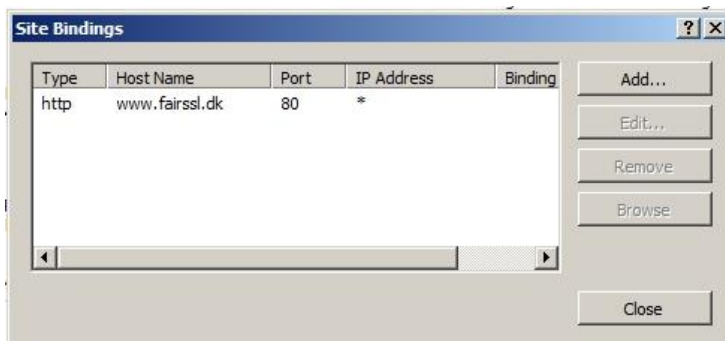 Site Bindings
Type Host Name Port IP Address Binding
http www.fairssl.dk 80 *
Add...
Edit...
Remove
Browse
Close